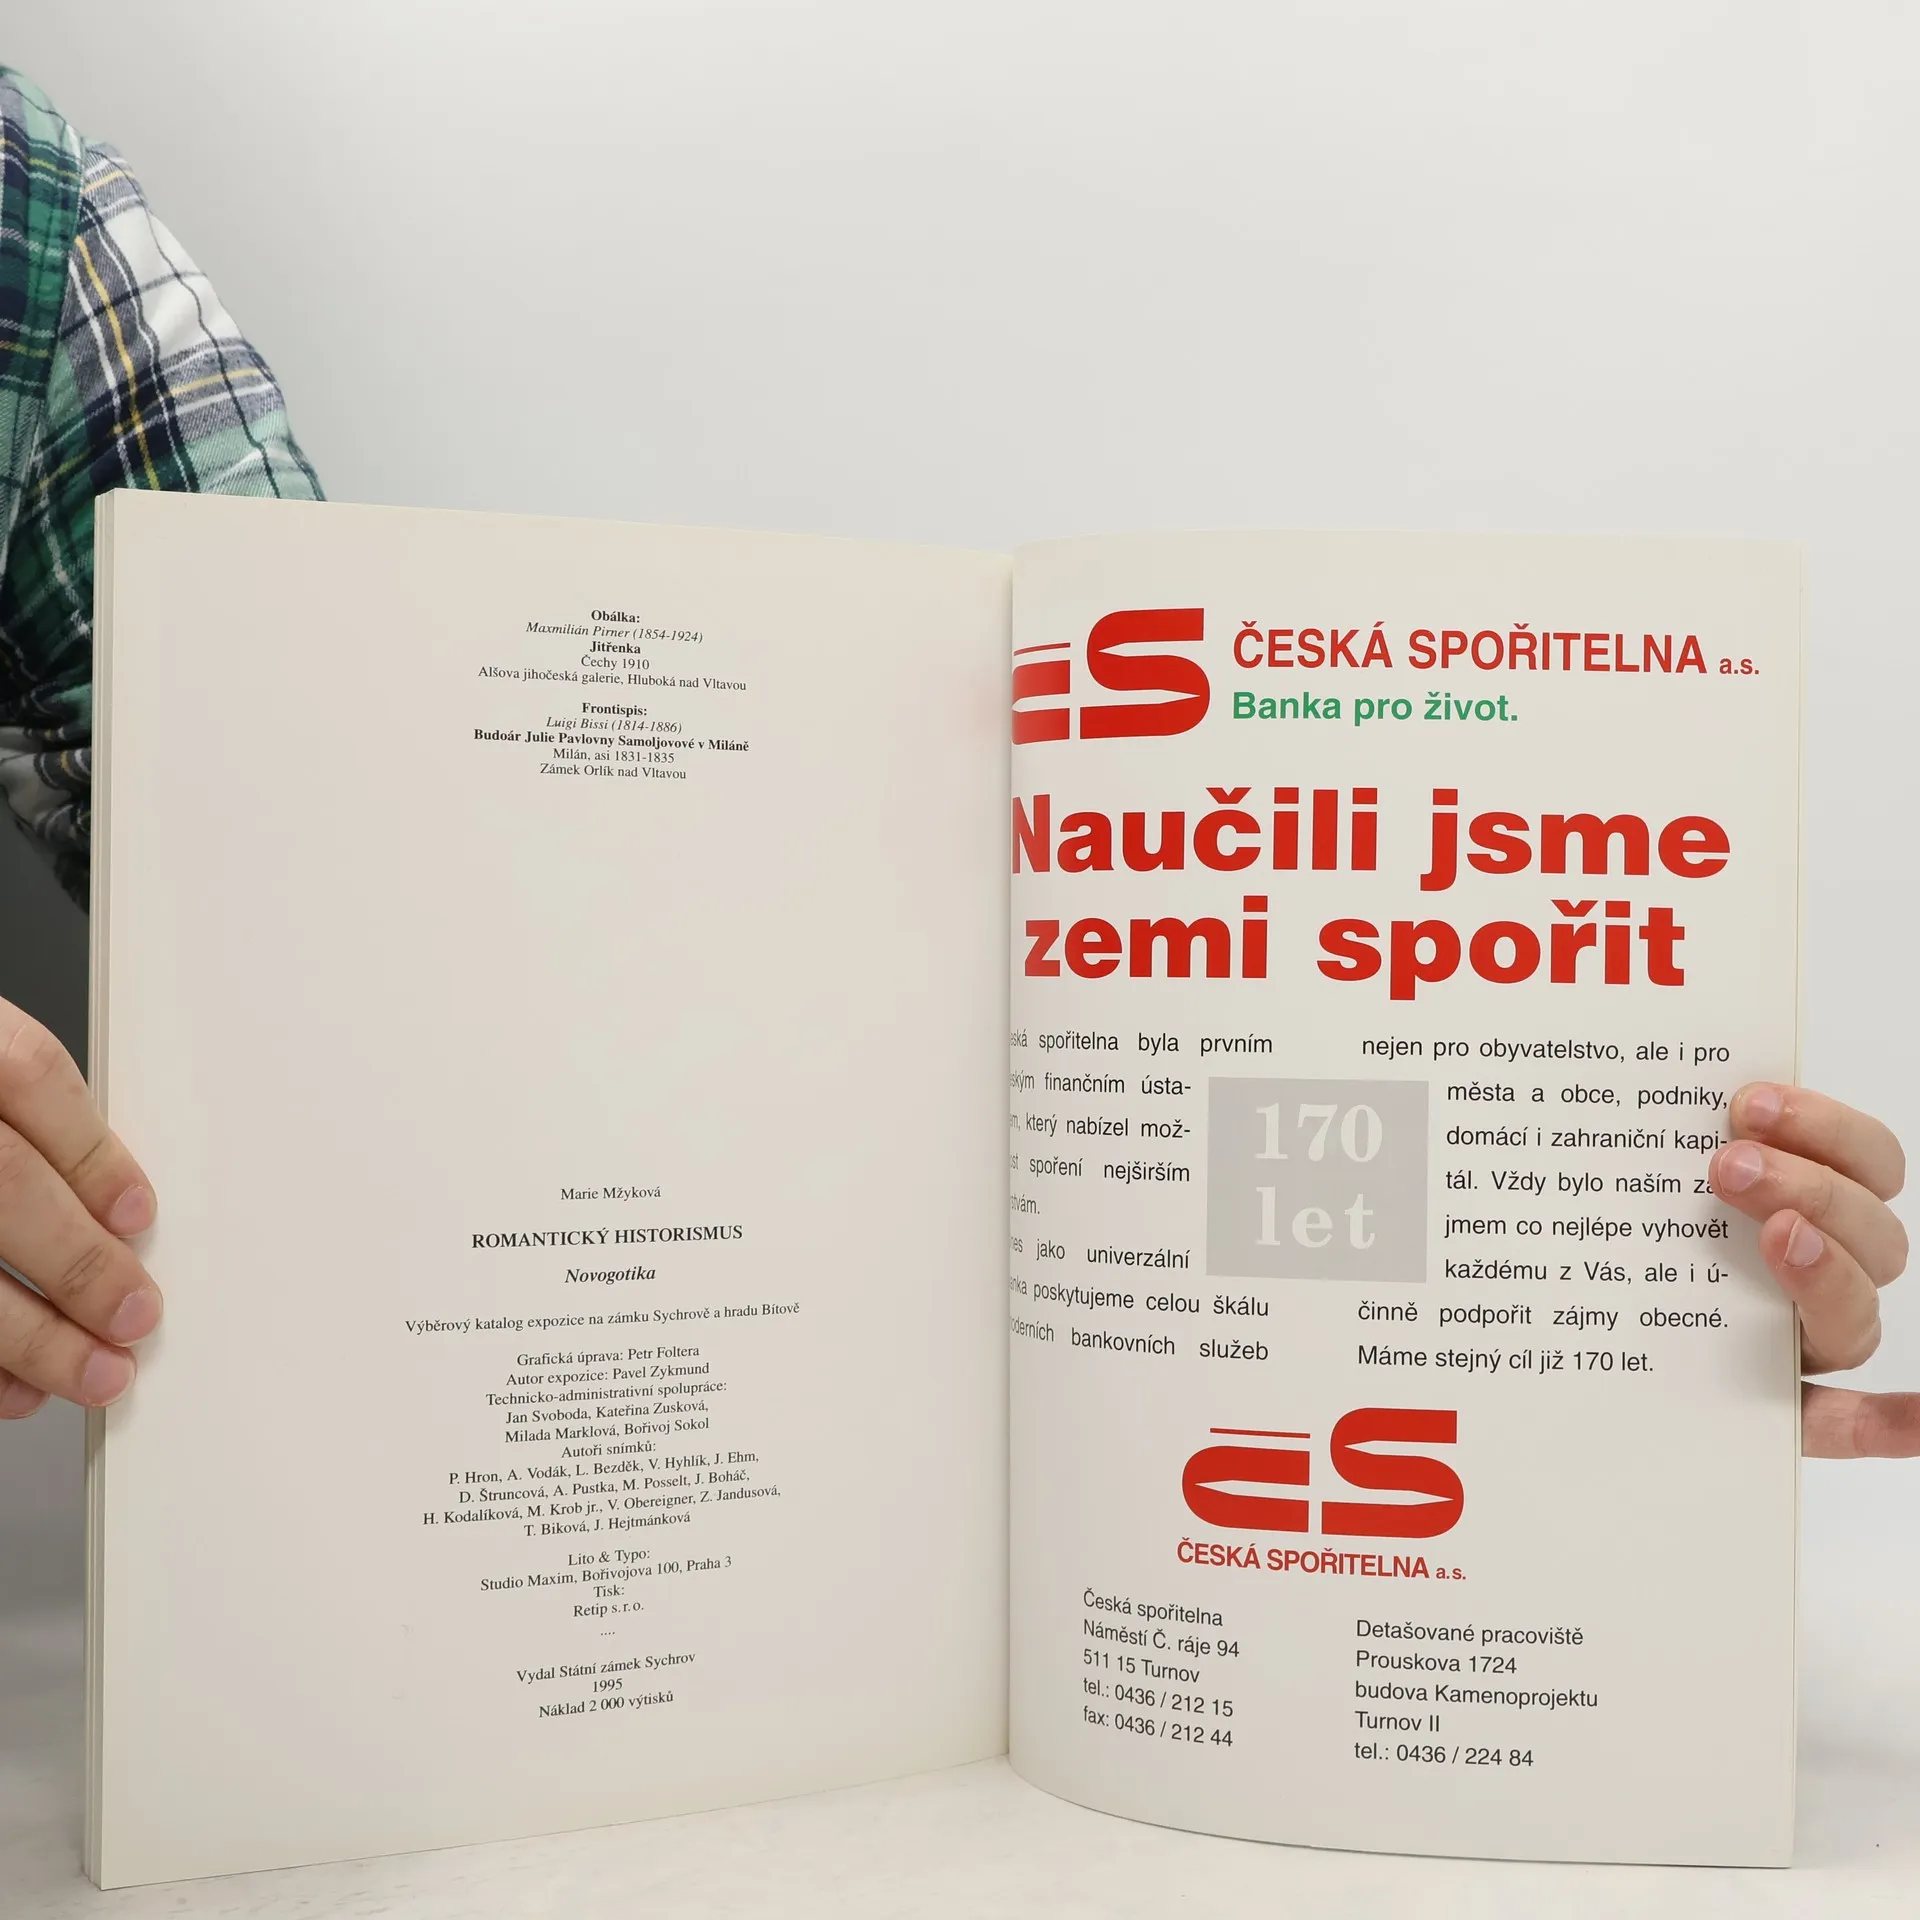 Obálka:
Maxmilián Pirner (1854-1924)
Jitřenka
Čechy 1910
Alšova jihočeská galerie, Hluboká nad Vltavou
Frontispis:
Luigi Bissi (1814-1886)
Budoár Julie Pavlovny Samoljovové v Miláně
Milán, asi 1831-1835
Zámek Orlík nad Vltavou
Marie Mžyková
ROMANTICKÝ HISTORISMUS
Novogotika
Výběrový katalog expozice na zámku Sychrově a hradu Bítově
Grafická úprava: Petr Foltera
Autor expozice: Pavel Zykmund
Technicko-administrativní spolupráce:
Jan Svoboda, Kateřina Zusková,
Milada Marklová, Bořivoj Sokol
Autoři snímků:
P. Hron, A. Vodák, L. Bezděk, V. Hyhlík, J. Ehm,
D. Štruncová, A. Pustka, M. Posselt, J. Boháč,
H. Kodalíková, M. Krob jr., V. Obereigner, Z. Jandusová,
T. Biková, J. Hejtmánková
Lito & Typo:
Studio Maxim, Bořivojova 100, Praha 3
Tisk:
Retip s.r.o.
....
Vydal Státní zámek Sychrov
1995
Náklad 2 000 výtisků
ČS
ČESKÁ SPOŘITELNA a.s.
Banka pro život.
Naučili jsme
zemi spořit
spořitelna byla prvním
finančním ústa-
který nabízel mož-
spoření nejširším
jako univerzální
poskytujeme celou škálu
bankovních služeb
170
let
nejen pro obyvatelstvo, ale i pro
města a obce, podniky,
domácí i zahraniční kapi-
tál. Vždy bylo naším
jmem co nejlépe vyhovět
každému z Vás, ale i ú-
činně podpořit zájmy obecné.
Máme stejný cíl již 170 let.
ČS
ČESKÁ SPOŘITELNA a.s.
Česká spořitelna
Náměstí Č. ráje 94
511 15 Turnov
tel.: 0436 / 212 15
fax: 0436 / 212 44
Detašované pracoviště
Prouskova 1724
budova Kamenoprojektu
Turnov II
tel.: 0436 / 224 84